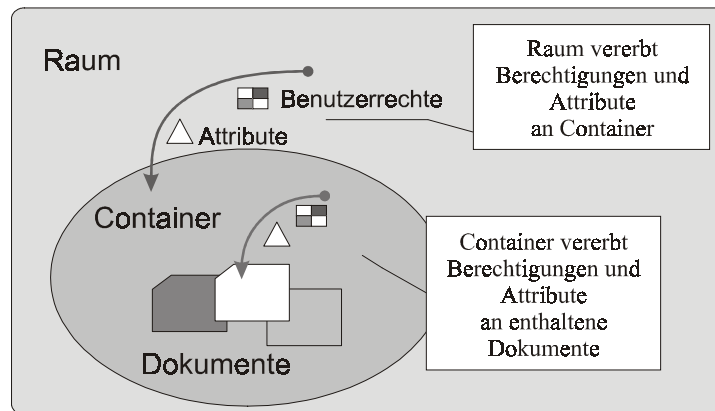 Raum
Benutzerrechte
Attribute
Raum vererbt
Berechtigungen und
Attribute
an Container
Container
Dokumente
Container vererbt
Berechtigungen und
Attribute
an enthaltene
Dokumente